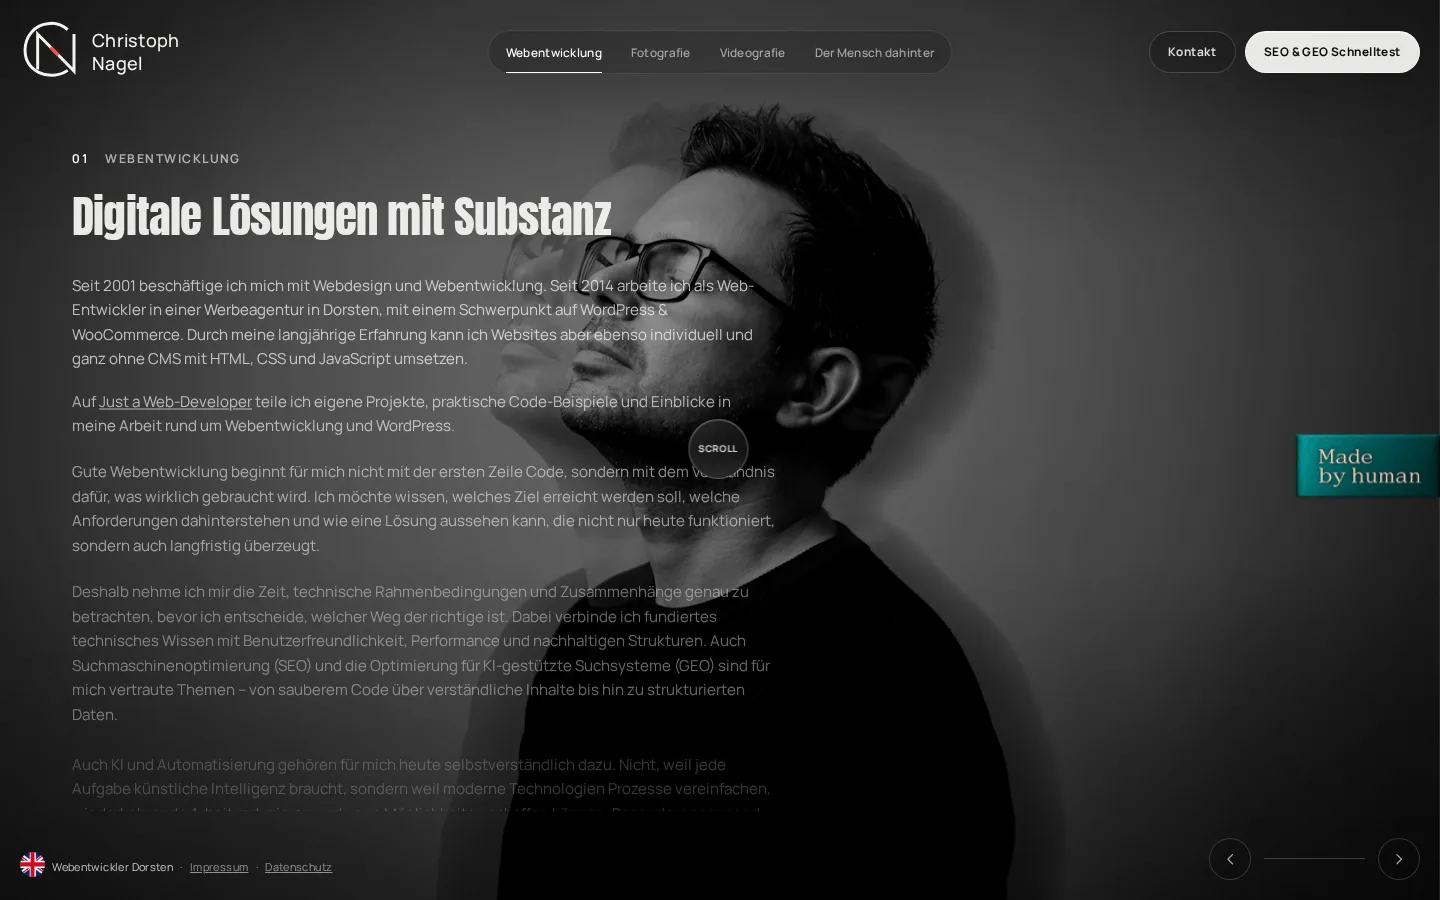 Christoph
Nagel
Webentwicklung
Fotografie
Videografie
Der Mensch dahinter
Kontakt
SEO & GEO Schnelltest
01 WEBENTWICKLUNG
Digitale Lösungen mit Substanz
Seit 2001 beschäftige ich mich mit Webdesign und Webentwicklung. Seit 2014 arbeite ich als Web-
Entwickler in einer Werbeagentur in Dorsten, mit einem Schwerpunkt auf WordPress &
WooCommerce. Durch meine langjährige Erfahrung kann ich Websites aber ebenso individuell und
ganz ohne CMS mit HTML, CSS und JavaScript umsetzen.
Auf Just a Web-Developer teile ich eigene Projekte, praktische Code-Beispiele und Einblicke in
meine Arbeit rund um Webentwicklung und WordPress.
SCROLL
Gute Webentwicklung beginnt für mich nicht mit der ersten Zeile Code, sondern mit dem
dafür, was wirklich gebraucht wird. Ich möchte wissen, welches Ziel erreicht werden soll, welche
Anforderungen dahinterstehen und wie eine Lösung aussehen kann, die nicht nur heute funktioniert,
sondern auch langfristig überzeugt.
Made
by human
Deshalb nehme ich mir die Zeit, technische Rahmenbedingungen und Zusammenhänge genau zu
betrachten, bevor ich entscheide, welcher Weg der richtige ist. Dabei verbinde ich fundiertes
technisches Wissen mit Benutzerfreundlichkeit, Performance und nachhaltigen Strukturen. Auch
Suchmaschinenoptimierung (SEO) und die Optimierung für KI-gestützte Suchsysteme (GEO) sind für
mich vertraute Themen – von sauberem Code über verständliche Inhalte bis hin zu strukturierten
Daten.
Auch KI und Automatisierung gehören für mich heute selbstverständlich dazu. Nicht, weil jede
Aufgabe künstliche Intelligenz braucht, sondern weil moderne Technologien Prozesse vereinfachen,
Webentwickler Dorsten · Impressum · Datenschutz